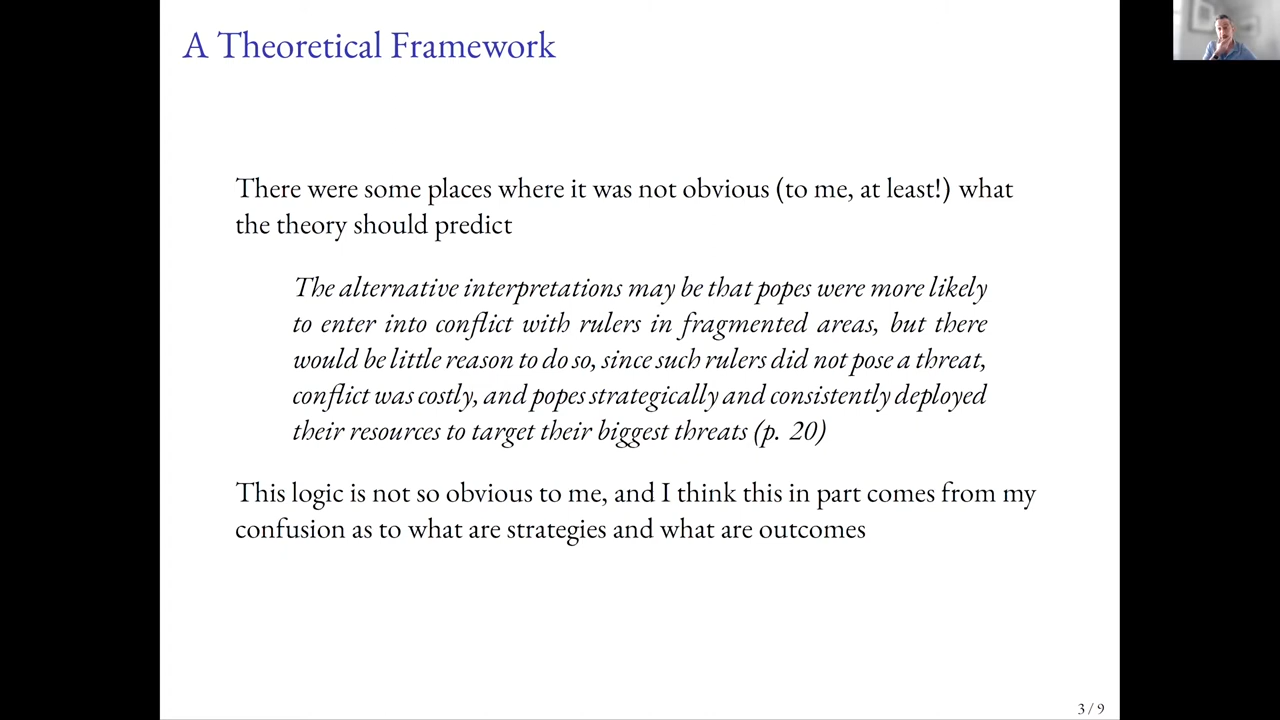 A Theoretical Framework
There were some places where it was not obvious (to me, at least!) what
the theory should predict
The alternative interpretations may be that popes were more likely
to enter into conflict with rulers in fragmented areas, but there
would be little reason to do so, since such rulers did not pose a threat,
conflict was costly, and popes strategically and consistently deployed
their resources to target their biggest threats (p. 20)
This logic is not so obvious to me, and I think this in part comes from my
confusion as to what are strategies and what are outcomes
3 / 9